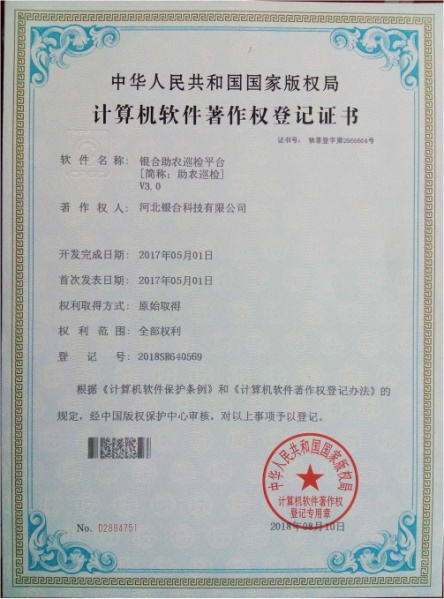 中华人民共和国国家版权局
计算机软件著作权登记证书
证书号： 软著登字第2966664号
软件名称： 银合助农巡检平台
[简称：助农巡检]
V3.0
著作权人： 河北银合科技有限公司
开发完成日期： 2017年05月01日
首次发表日期： 2017年05月01日
权利取得方式： 原始取得
权利范围： 全部权利
登记号： 2018SR640569
根据《计算机软件保护条例》和《计算机软件著作权登记办法》的
规定，经中国版权保护中心审核，对以上事项予以登记。
中华人民共和国国家版权局
计算机软件著作权
登记专用章
No. 02884751
2018年08月10日